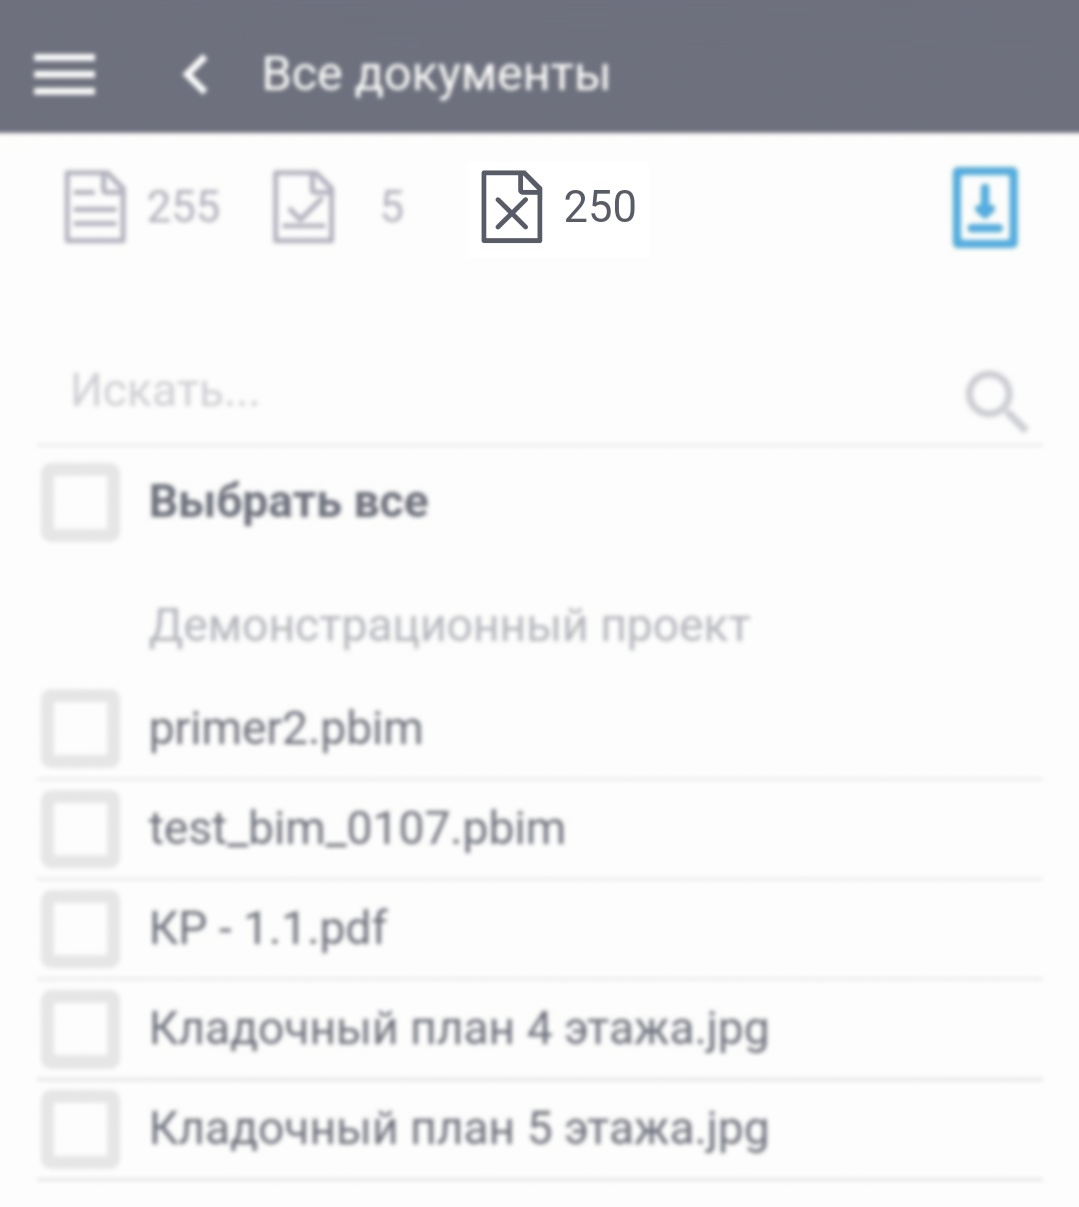 Все документы
255 5 250
Искать...
Выбрать все
Демонстрационный проект
primer2.pbim
test_bim_0107.pbim
КР - 1.1.pdf
Кладочный план 4 этажа.jpg
Кладочный план 5 этажа.jpg